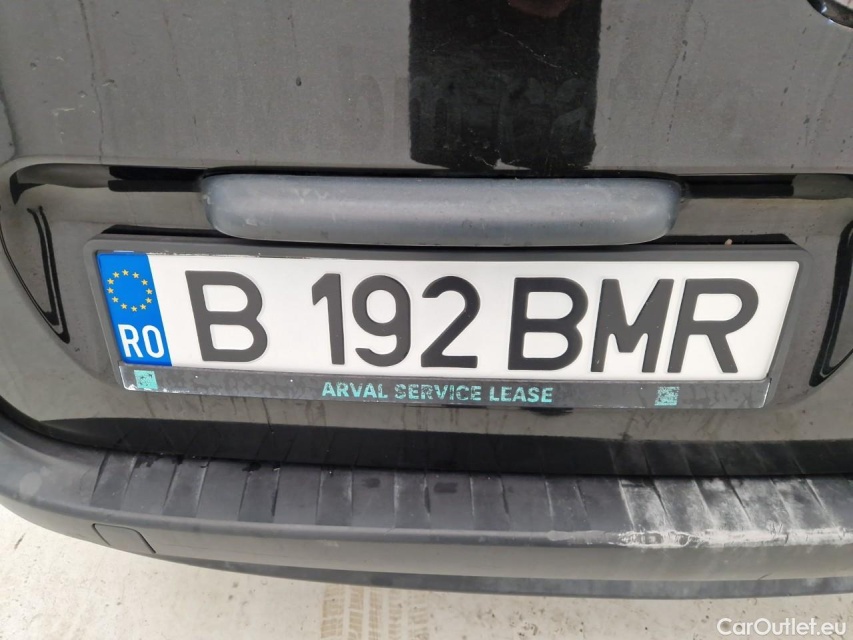 RO B 192 BMR
ARVAL SERVICE LEASE
CarOutlet.eu